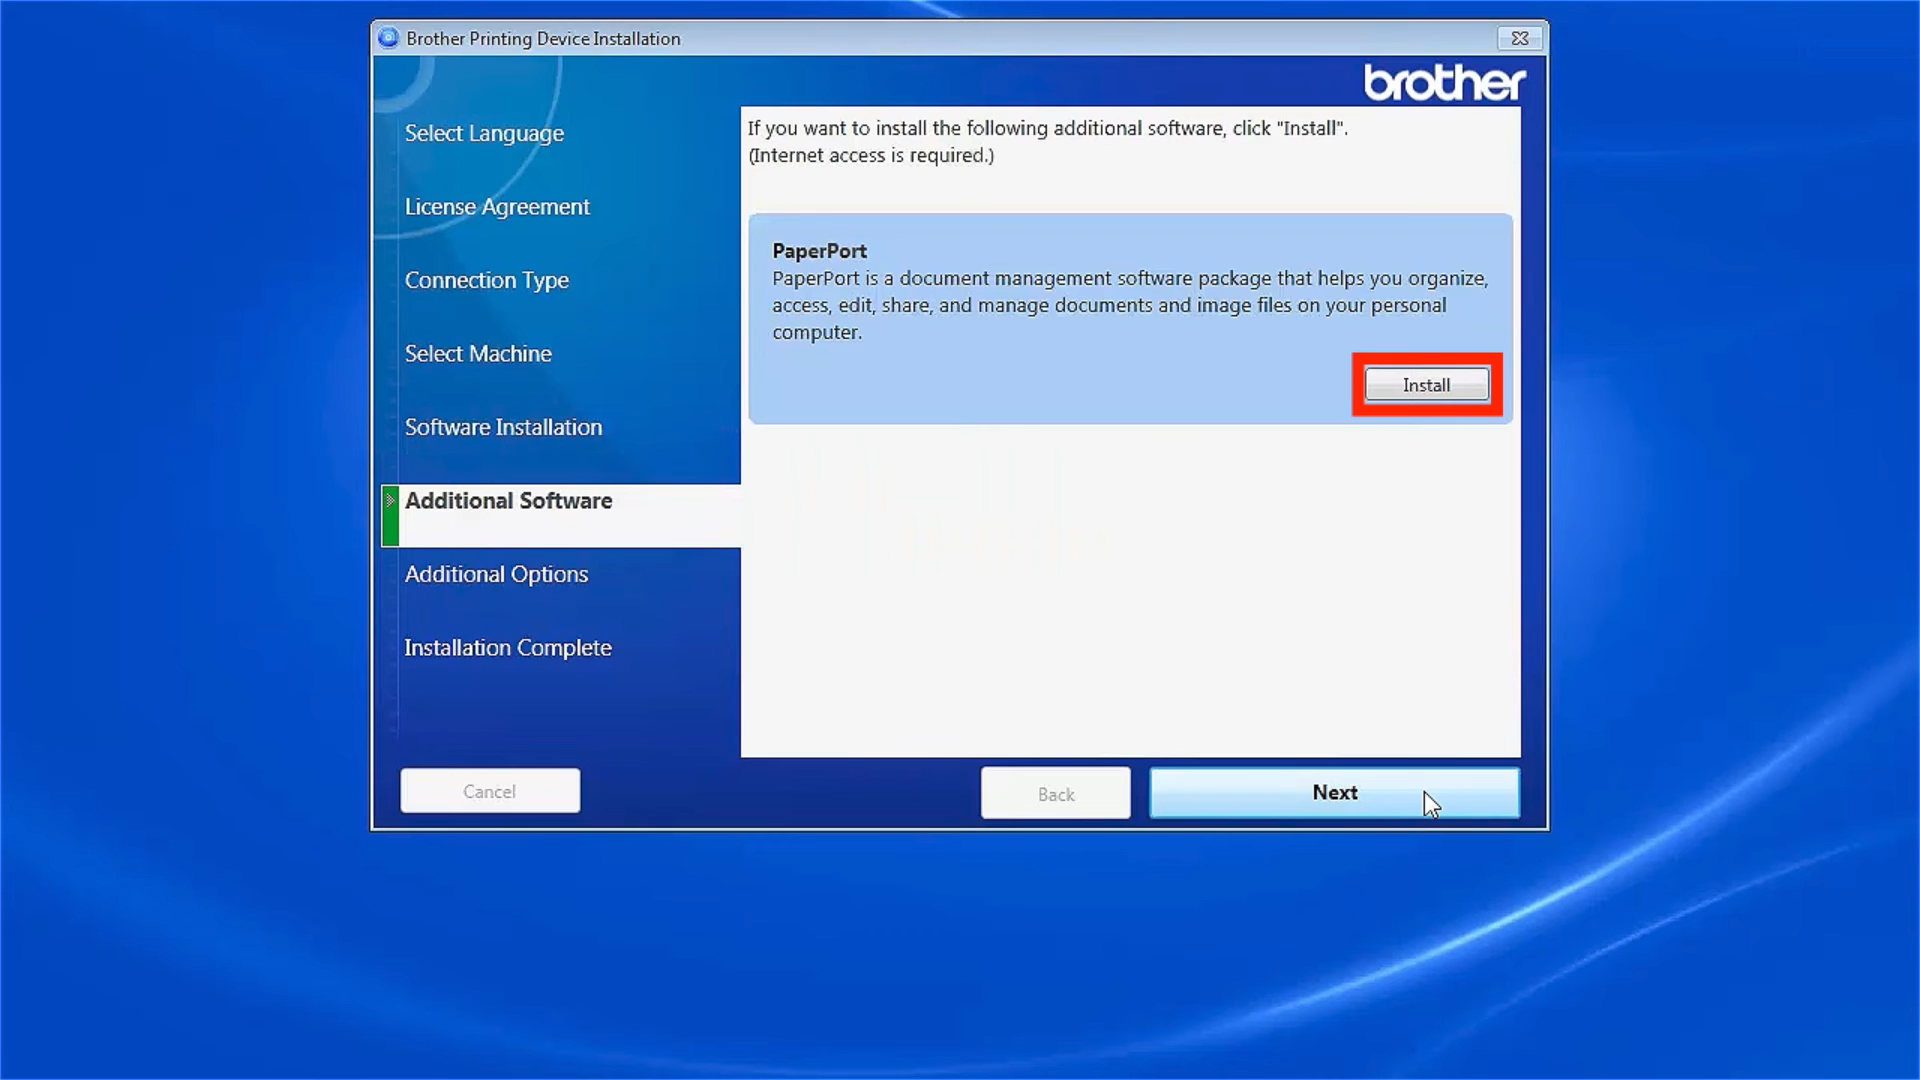 Brother Printing Device Installation
brother
Select Language
License Agreement
Connection Type
Select Machine
Software Installation
Additional Software
Additional Options
Installation Complete
If you want to install the following additional software, click "Install".
(Internet access is required.)
PaperPort
PaperPort is a document management software package that helps you organize,
access, edit, share, and manage documents and image files on your personal
computer.
Install
Cancel
Back
Next